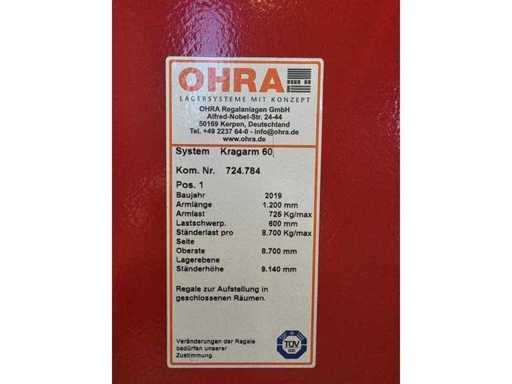 OHRA
LAGERSYSTEME MIT KONZEPT
OHRA Regalanlagen GmbH
Alfred-Nobel-Str. 24-44
50169 Kerpen, Deutschland
Tel. +49 2237 64-0 - info@ohra.de
www.ohra.de
System Kragarm 60
Kom. Nr. 724.784
Pos. 1
Baujahr 2019
Armlänge 1.200 mm
Armlast 725 Kg/max
Lastschwerp. 600 mm
Ständerlast pro 8.700 Kg/max
Seite
Oberste 8.700 mm
Lagerebene
Ständerhöhe 9.140 mm
Regale zur Aufstellung in
geschlossenen Räumen.
Veränderungen der Regale
bedürfen unserer
Zustimmung.
TÜV